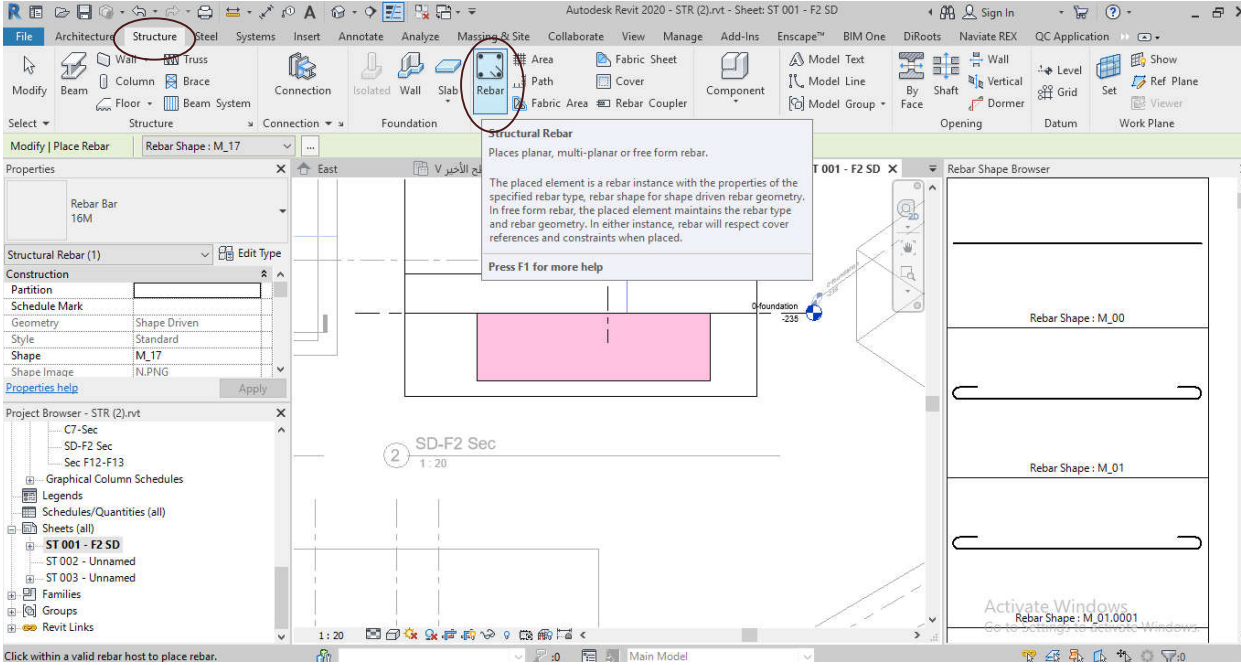 Autodesk Revit 2020 - STR (2).rvt - Sheet: ST 001 - F2 SD
Sign In
File Architecture Structure Steel Systems Insert Annotate Analyze Massing & Site Collaborate View Manage Add-Ins Enscape™ BIM One DiRoots Naviate REX QC Application
Wall Truss Area Fabric Sheet Model Text Wall Show
Column Brace Path Cover Model Line Vertical Level Ref Plane
Modify Beam Connection Isolated Wall Slab Rebar Component By Face Shaft Grid Set
Floor Beam System Fabric Area Rebar Coupler Model Group Dormer Viewer
Select Structure Connection Foundation Opening Datum Work Plane
Modify | Place Rebar Rebar Shape : M_17 ...
Structural Rebar
Places planar, multi-planar or free form rebar.
The placed element is a rebar instance with the properties of the
specified rebar type, rebar shape for shape driven rebar geometry.
In free form rebar, the placed element maintains the rebar type
and rebar geometry. In either instance, rebar will respect cover
references and constraints when placed.
Press F1 for more help
Properties
East
الأخير V
T 001 - F2 SD
Rebar Shape Browser
Rebar Bar
16M
Structural Rebar (1) Edit Type
Construction
Partition
Schedule Mark
Geometry Shape Driven
Style Standard
Shape M_17
Shape Image N.PNG
Properties help Apply
Project Browser - STR (2).rvt
C7-Sec
SD-F2 Sec
Sec F12-F13
Graphical Column Schedules
Legends
Schedules/Quantities (all)
Sheets (all)
ST 001 - F2 SD
ST 002 - Unnamed
ST 003 - Unnamed
Families
Groups
Revit Links
0-foundation
-235
0-foundation
-235
2D
2 SD-F2 Sec
1 : 20
Rebar Shape : M_00
Rebar Shape : M_01
Rebar Shape : M_01.0001
Activate Windows
Go to Settings to activate Windows.
1 : 20
Click within a valid rebar host to place rebar. :0 Main Model :0